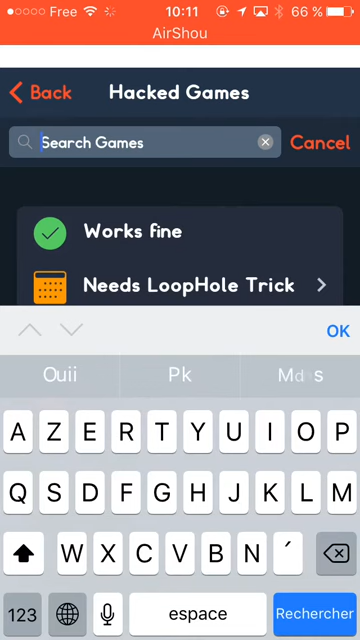 Free 10:11 66 %
AirShou
Back Hacked Games
Search Games Cancel
Works fine
Needs LoopHole Trick
OK
Ouii Pk
A Z E R T Y U I O P
Q S D F G H J K L M
W X C V B N ´
123 espace Rechercher